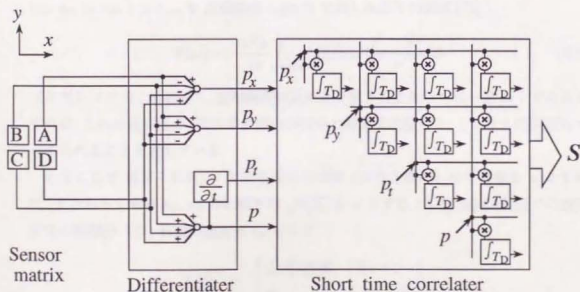 y
x
B A
C D
Sensor
matrix
+ + − −
+ + − −
∂
∂t
+ + + +
Differentiater
p_x
p_y
p_t
p
p_x
⊗ ⊗ ⊗ ⊗
∫T_D ∫T_D ∫T_D ∫T_D
p_y
⊗ ⊗ ⊗
∫T_D ∫T_D ∫T_D
p_t
⊗ ⊗
∫T_D ∫T_D
p
⊗
∫T_D
Short time correlater
S